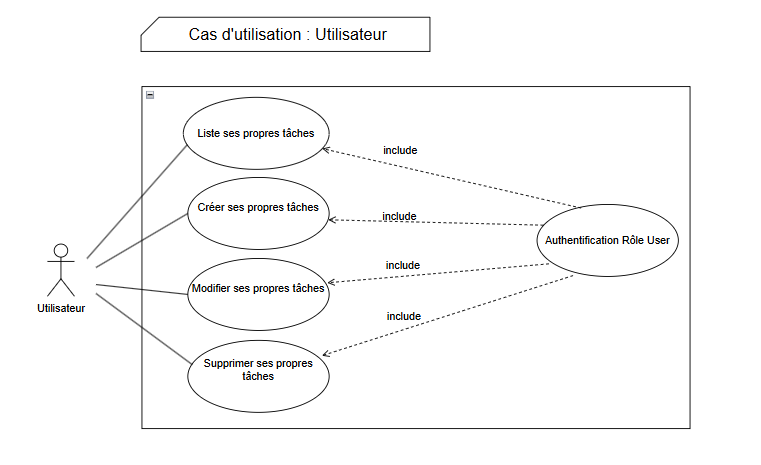 Cas d'utilisation : Utilisateur
Liste ses propres tâches
include
Créer ses propres tâches
include
Authentification Rôle User
Modifier ses propres tâches
include
Utilisateur
include
Supprimer ses propres
tâches